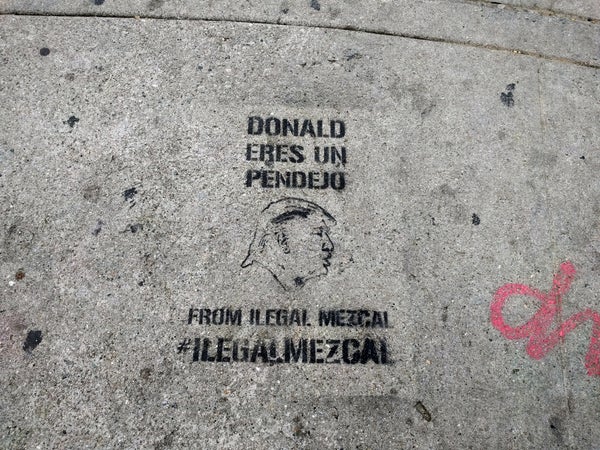 DONALD
ERES UN
PENDEJO
FROM ILEGAL MEZCAL
#ILEGALMEZCAL